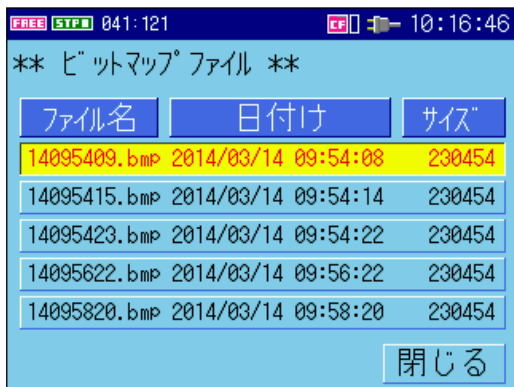 FREE STPM 041:121 CF 10:16:46
** ビットマップファイル **
ファイル名 日付け サイズ
14095409.bmp 2014/03/14 09:54:08 230454
14095415.bmp 2014/03/14 09:54:14 230454
14095423.bmp 2014/03/14 09:54:22 230454
14095622.bmp 2014/03/14 09:56:22 230454
14095820.bmp 2014/03/14 09:58:20 230454
閉じる